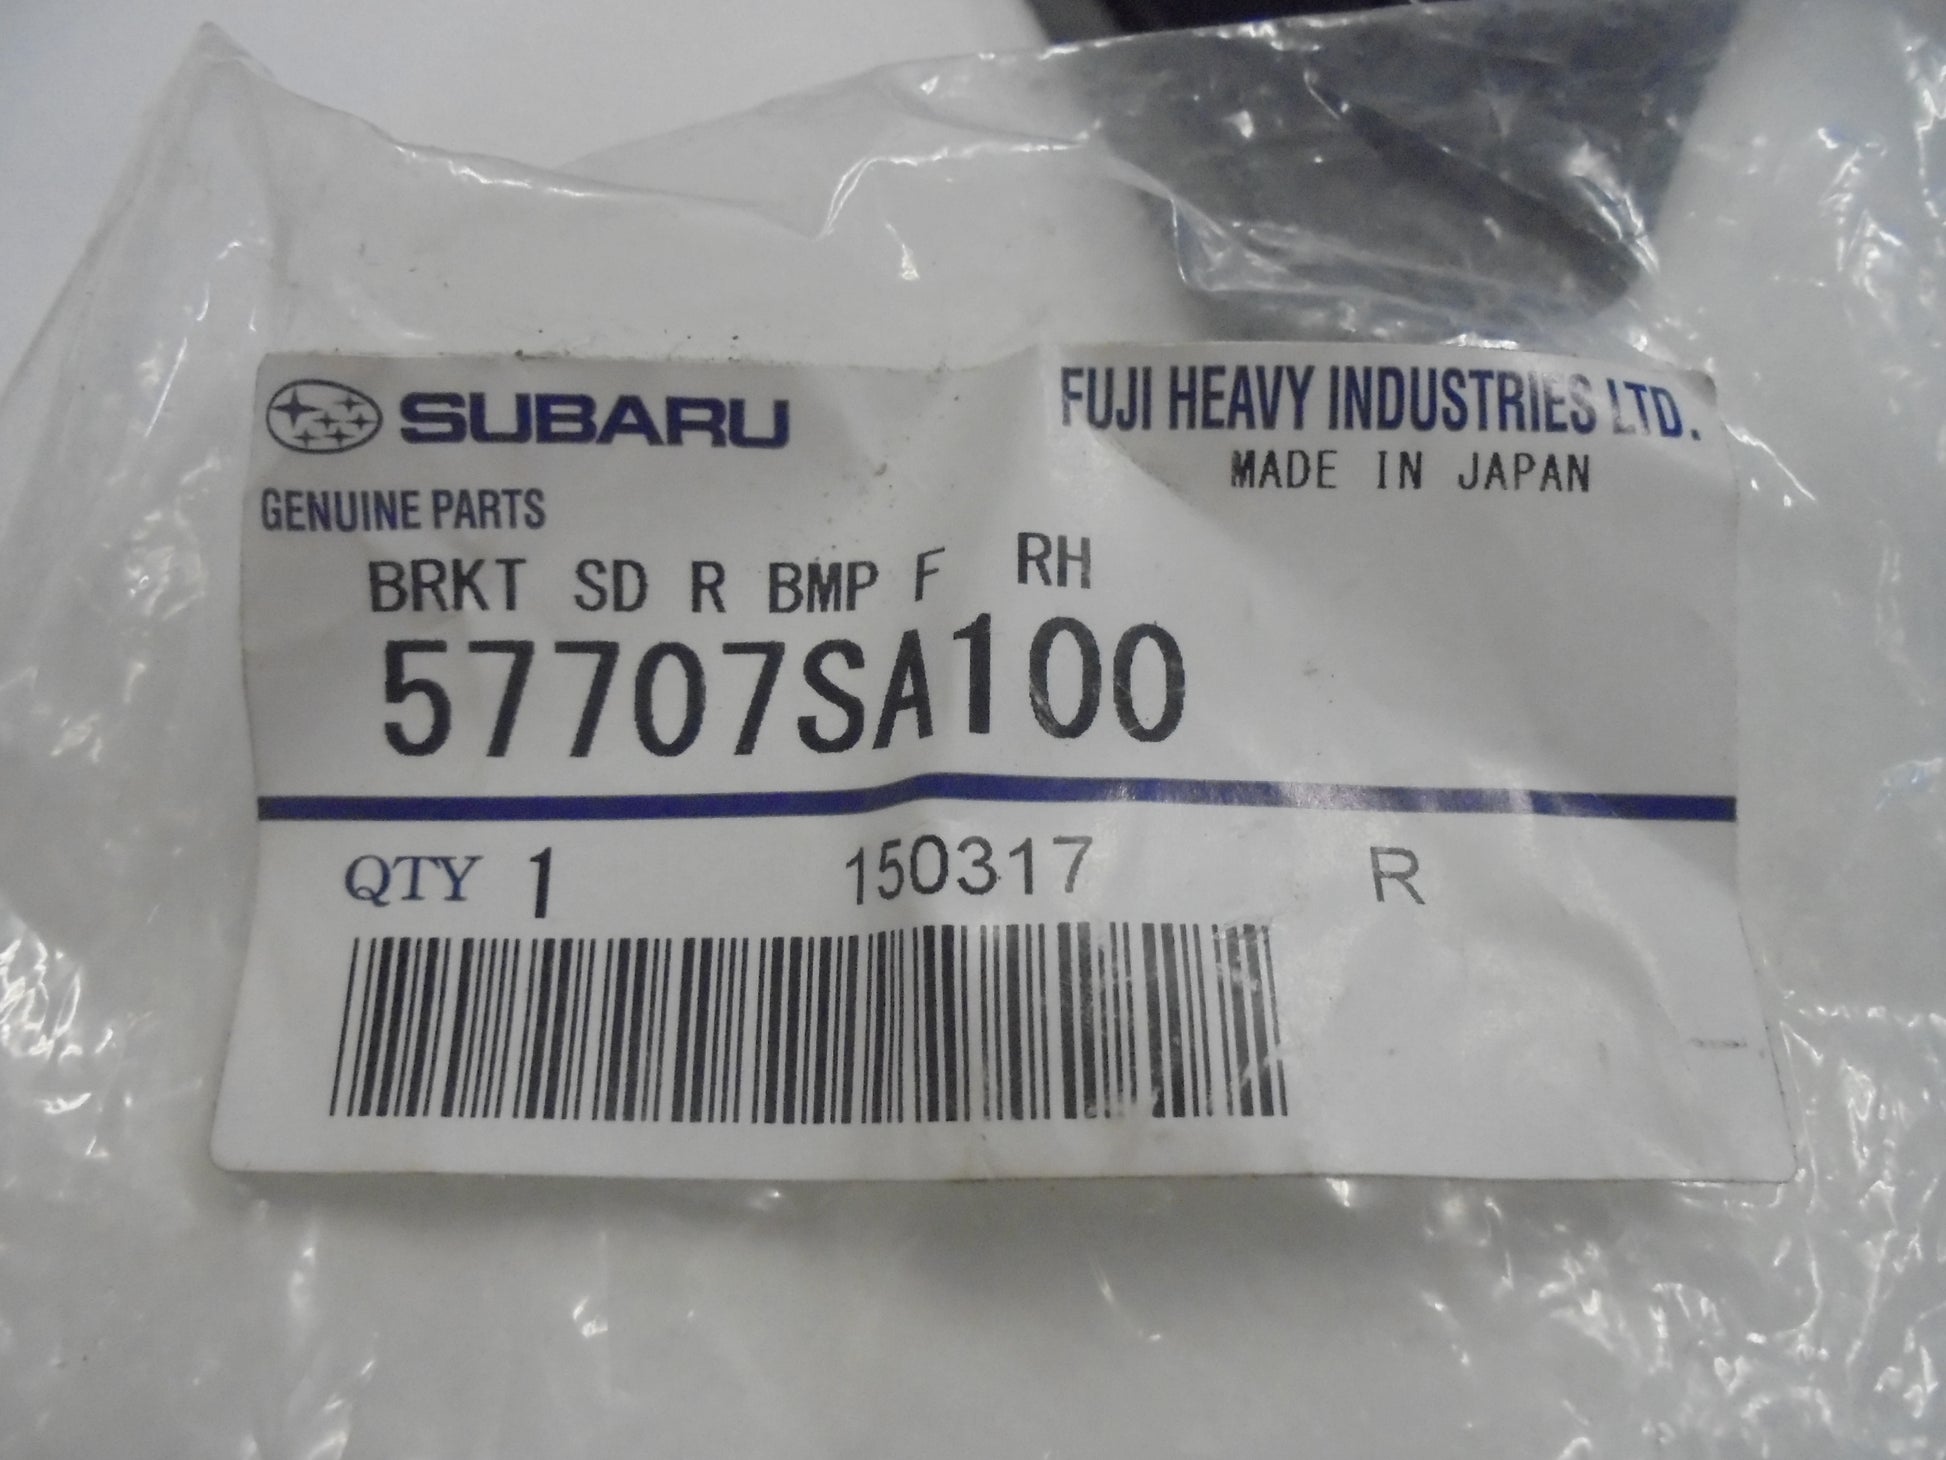 SUBARU
FUJI HEAVY INDUSTRIES LTD.
MADE IN JAPAN
GENUINE PARTS
BRKT SD R BMP F RH
57707SA100
QTY 1 150317 R